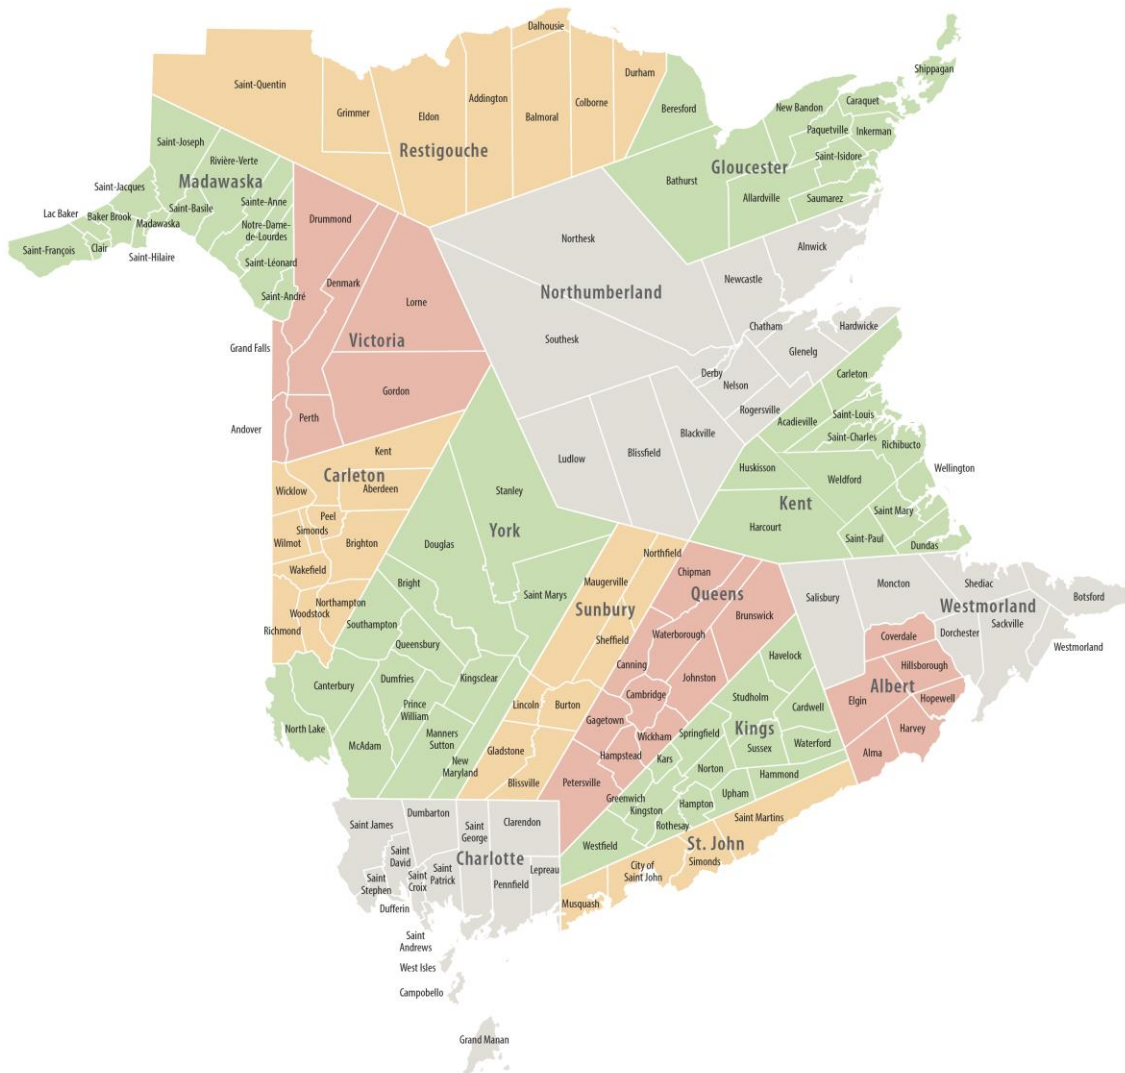 Dalhousie
Shippagan
Saint-Quentin
Durham
Grimmer
Addington
Colborne
Beresford
New Bandon
Caraquet
Eldon
Balmoral
Paquetville
Inkerman
Restigouche
Saint-Joseph
Rivière-Verte
Gloucester
Saint-Isidore
Bathurst
Madawaska
Saint-Jacques
Allardville
Saumarez
Lac Baker
Baker Brook
Saint-Basile
Sainte-Anne
Madawaska
Drummond
Notre-Dame-
de-Lourdes
Saint-François
Clair
Saint-Hilaire
Saint-Léonard
Northesk
Alnwick
Saint-André
Denmark
Newcastle
Northumberland
Lorne
Chatham
Hardwicke
Grand Falls
Victoria
Southesk
Glenelg
Derby
Carleton
Gordon
Nelson
Rogersville
Andover
Perth
Acadieville
Saint-Louis
Blackville
Saint-Charles
Richibucto
Kent
Ludlow
Blissfield
Huskisson
Wellington
Carleton
Weldford
Wicklow
Aberdeen
Stanley
Kent
Saint Mary
Peel
York
Harcourt
Simonds
Saint-Paul
Dundas
Wilmot
Brighton
Douglas
Northfield
Wakefield
Bright
Maugerville
Chipman
Moncton
Shediac
Saint Marys
Queens
Salisbury
Botsford
Northampton
Woodstock
Sunbury
Brunswick
Westmorland
Richmond
Southampton
Sackville
Queensbury
Sheffield
Waterborough
Coverdale
Dorchester
Westmorland
Canning
Havelock
Hillsborough
Canterbury
Dumfries
Kingsclear
Johnston
Albert
Studholm
Elgin
Hopewell
Prince
William
Lincoln
Burton
Cambridge
Cardwell
North Lake
Gagetown
Springfield
Kings
Harvey
McAdam
Manners
Sutton
Wickham
Sussex
Waterford
Gladstone
Hampstead
Kars
Alma
New
Maryland
Norton
Hammond
Blissville
Petersville
Greenwich
Upham
Kingston
Hampton
Dumbarton
Saint Martins
Saint James
Saint
George
Clarendon
Rothesay
Westfield
St. John
Saint
David
Charlotte
Simonds
Saint
Stephen
Saint
Croix
Saint
Patrick
Lepreau
City of
Saint John
Pennfield
Musquash
Dufferin
Saint
Andrews
West Isles
Campobello
Grand Manan